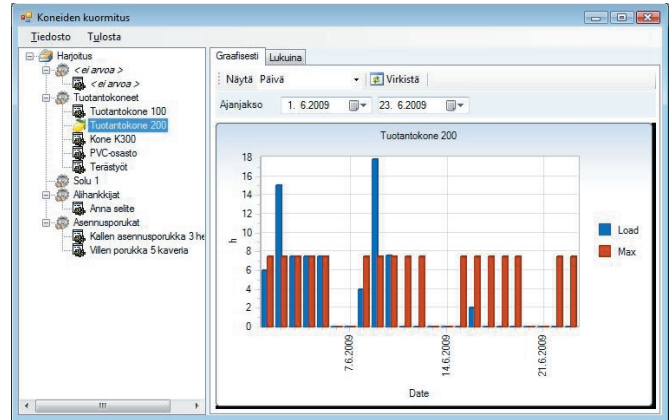 Koneiden kuormitus
Tiedosto Tulosta
Harjoitus
< ei arvoa >
< ei arvoa >
Tuotantokoneet
Tuotantokone 100
Tuotantokone 200
Kone K300
PVC-osasto
Terästyöt
Solu 1
Alihankkijat
Anna selite
Asennusporukat
Kallen asennusporukka 3 he
Villen porukka 5 kaveria
Graafisesti Lukuina
Näytä Päivä Virkistä
Ajanjakso 1. 6.2009 23. 6.2009
Tuotantokone 200
18
16
14
12
10
8
6
4
2
0
h
7.6.2009 14.6.2009 21.6.2009
Date
Load
Max